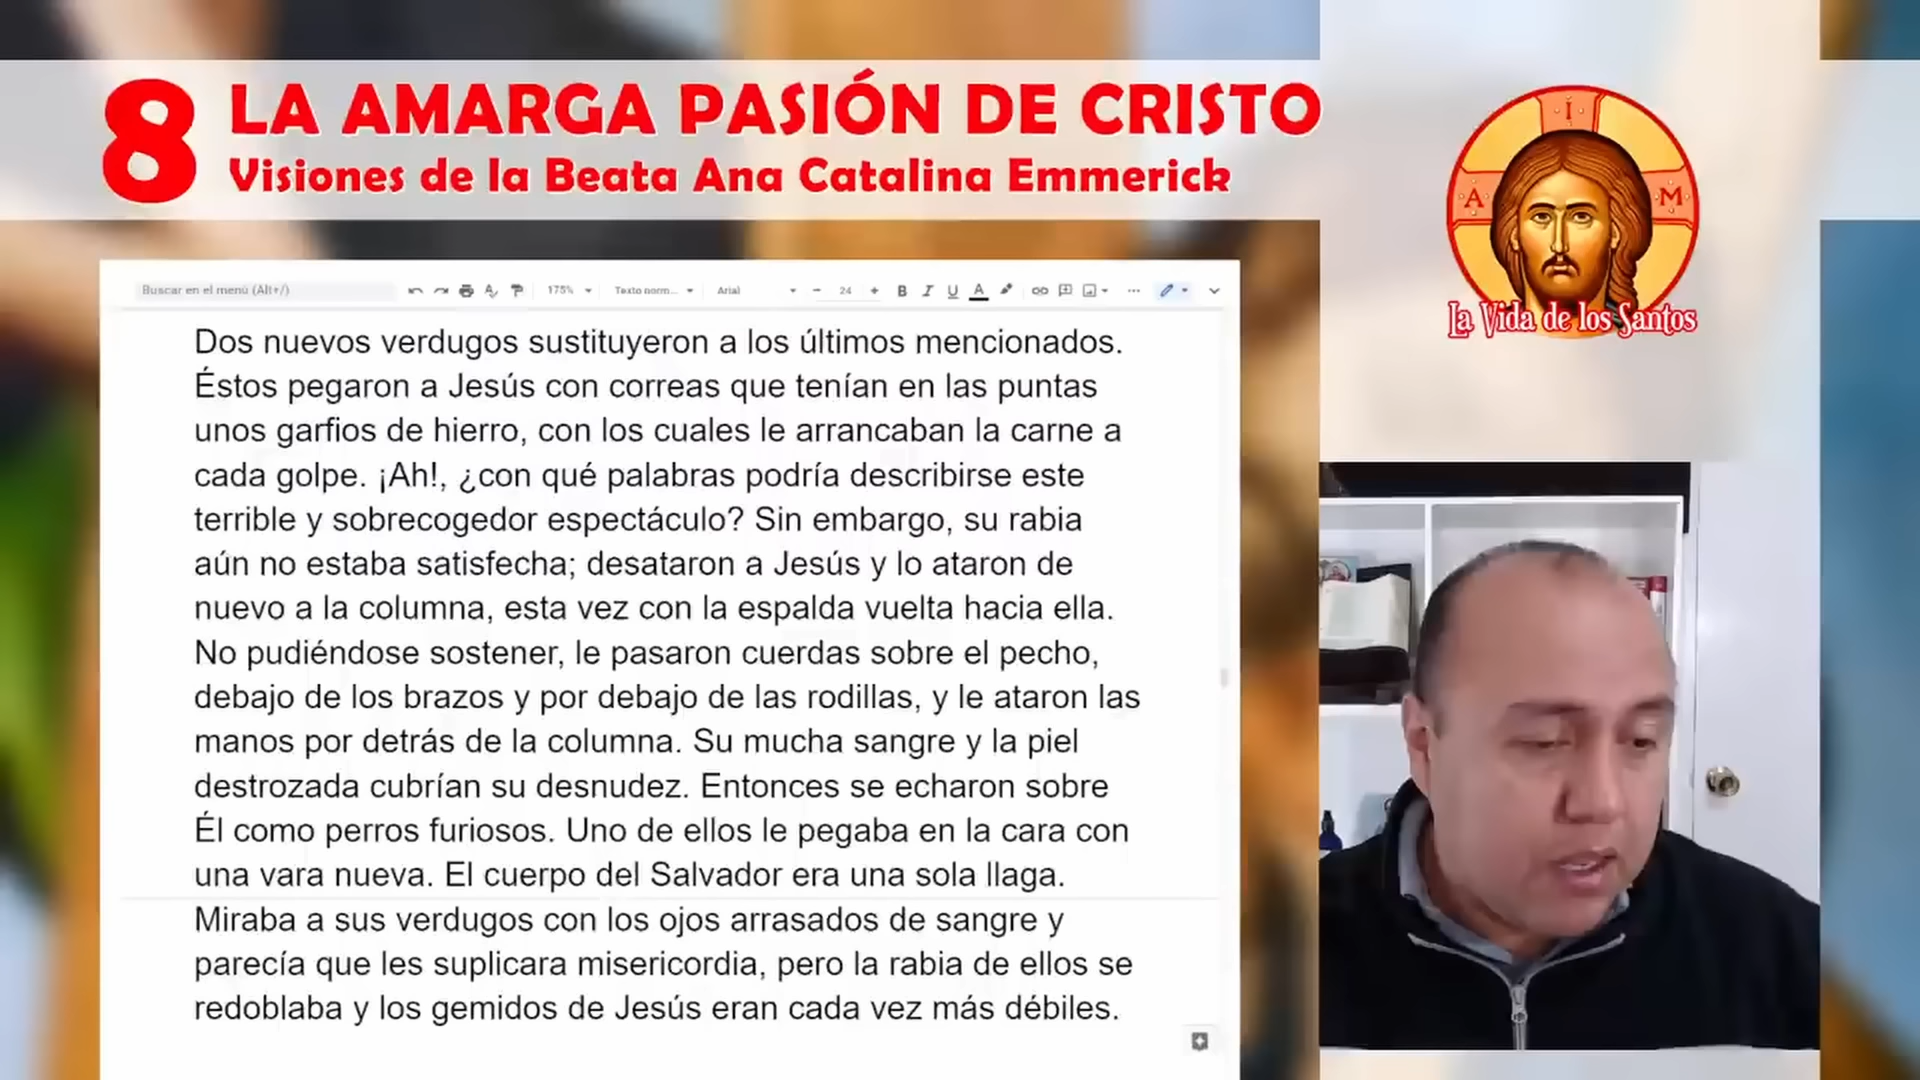 8
LA AMARGA PASIÓN DE CRISTO
Visiones de la Beata Ana Catalina Emmerick
I
A M
La Vida de los Santos
Buscar en el menú (Alt+/)
175% Texto norm... Arial − 24 + B I U A
Dos nuevos verdugos sustituyeron a los últimos mencionados.
Éstos pegaron a Jesús con correas que tenían en las puntas
unos garfios de hierro, con los cuales le arrancaban la carne a
cada golpe. ¡Ah!, ¿con qué palabras podría describirse este
terrible y sobrecogedor espectáculo? Sin embargo, su rabia
aún no estaba satisfecha; desataron a Jesús y lo ataron de
nuevo a la columna, esta vez con la espalda vuelta hacia ella.
No pudiéndose sostener, le pasaron cuerdas sobre el pecho,
debajo de los brazos y por debajo de las rodillas, y le ataron las
manos por detrás de la columna. Su mucha sangre y la piel
destrozada cubrían su desnudez. Entonces se echaron sobre
Él como perros furiosos. Uno de ellos le pegaba en la cara con
una vara nueva. El cuerpo del Salvador era una sola llaga.
Miraba a sus verdugos con los ojos arrasados de sangre y
parecía que les suplicara misericordia, pero la rabia de ellos se
redoblaba y los gemidos de Jesús eran cada vez más débiles.